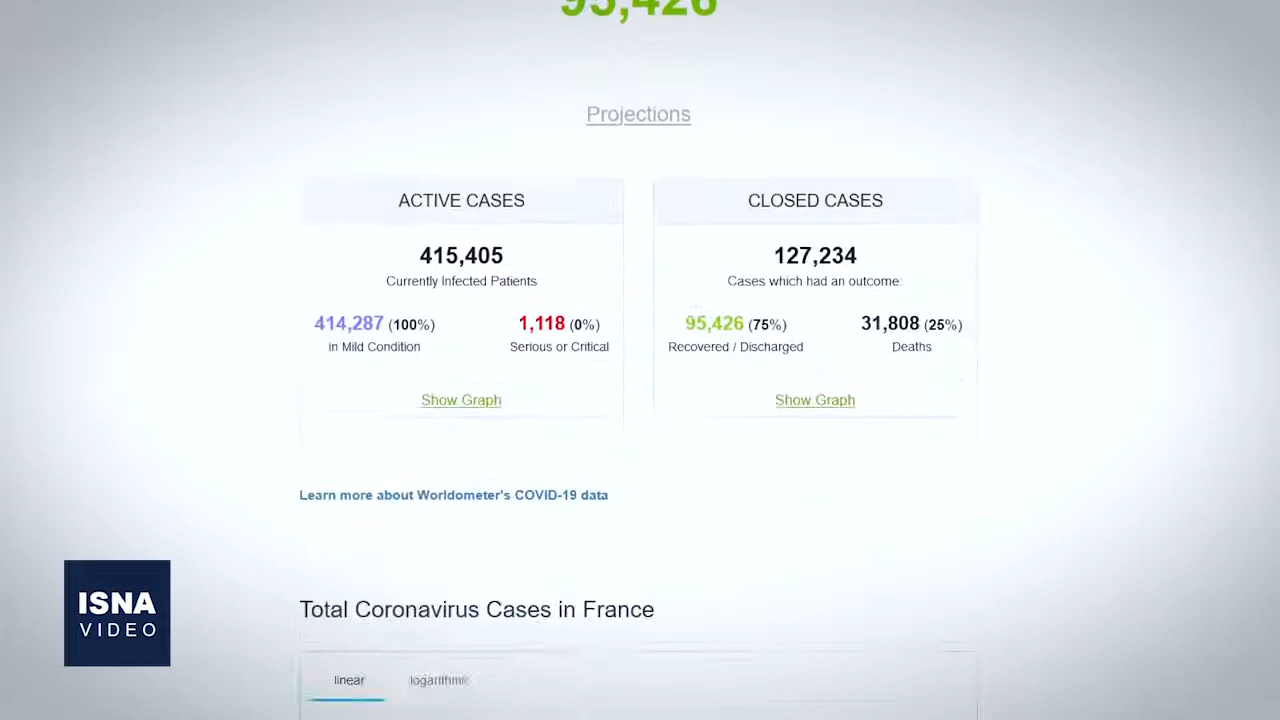 95,426
Projections
ACTIVE CASES
415,405
Currently Infected Patients
414,287 (100%)
in Mild Condition
1,118 (0%)
Serious or Critical
Show Graph
CLOSED CASES
127,234
Cases which had an outcome:
95,426 (75%)
Recovered / Discharged
31,808 (25%)
Deaths
Show Graph
Learn more about Worldometer's COVID-19 data
ISNA
VIDEO
Total Coronavirus Cases in France
linear
logarithmic